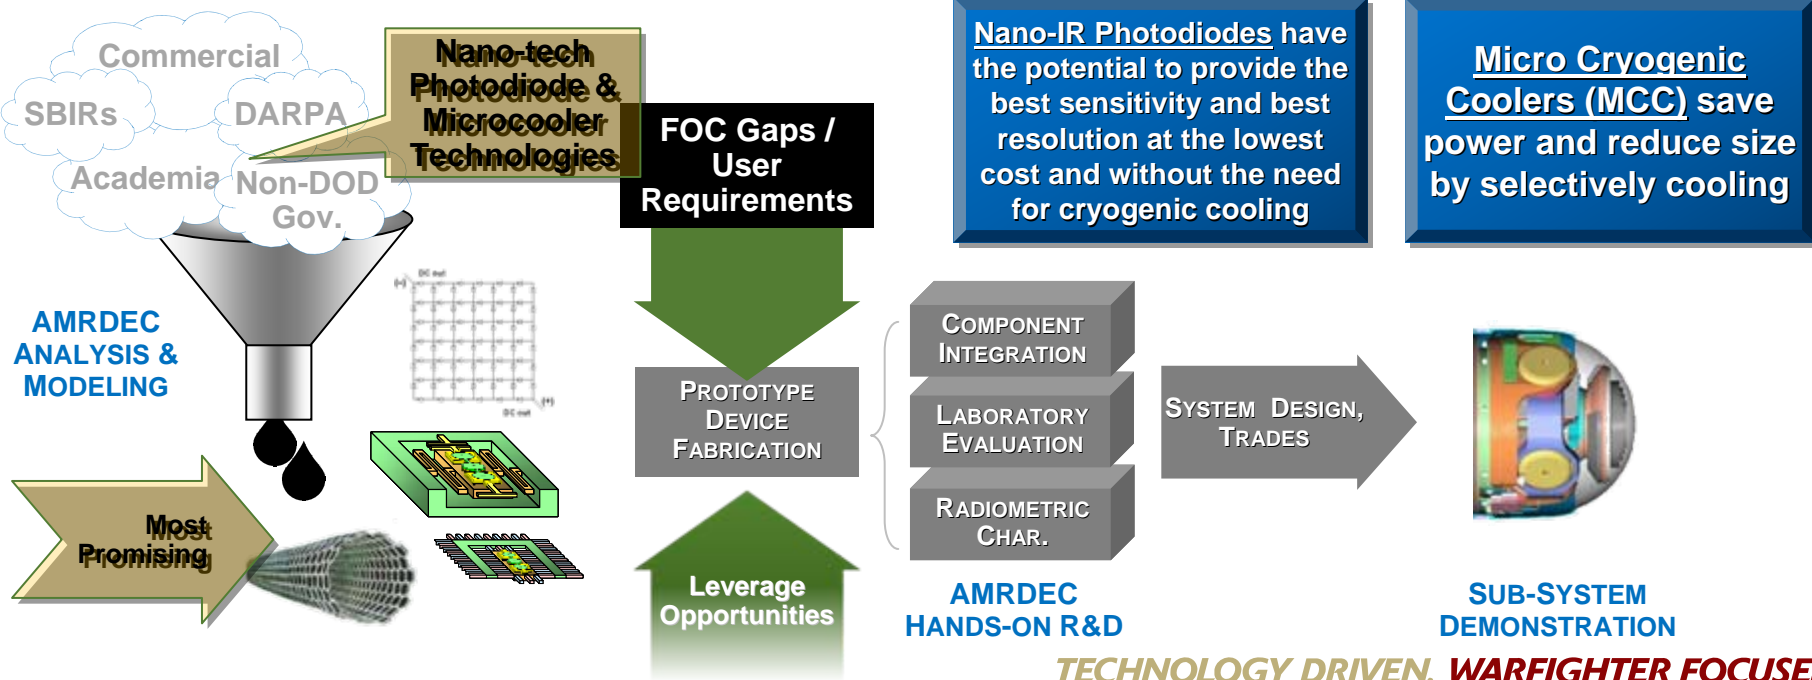 Commercial
SBIRs
DARPA
Academia
Non-DOD
Gov.
Nano-tech
Photodiode &
Microcooler
Technologies
FOC Gaps /
User
Requirements
Nano-IR Photodiodes have
the potential to provide the
best sensitivity and best
resolution at the lowest
cost and without the need
for cryogenic cooling
Micro Cryogenic
Coolers (MCC) save
power and reduce size
by selectively cooling
AMRDEC
ANALYSIS &
MODELING
(-)
DC out
DC out
(+)
Most
Promising
PROTOTYPE
DEVICE
FABRICATION
Leverage
Opportunities
COMPONENT
INTEGRATION
LABORATORY
EVALUATION
RADIOMETRIC
CHAR.
AMRDEC
HANDS-ON R&D
SYSTEM DESIGN,
TRADES
SUB-SYSTEM
DEMONSTRATION
TECHNOLOGY DRIVEN. WARFIGHTER FOCUSE